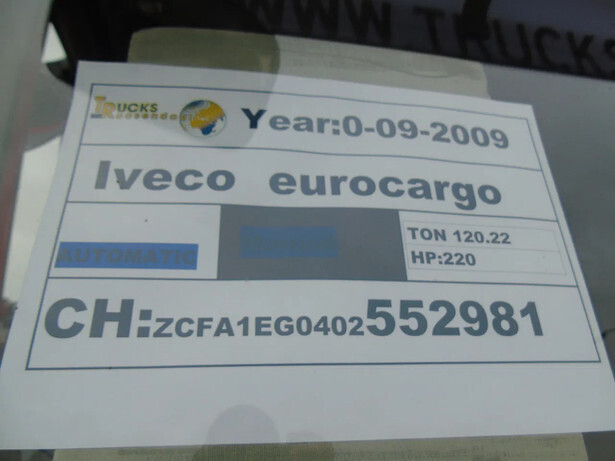 WWW.TRUCKS
TRUCKS
Year:0-09-2009
Iveco eurocargo
AUTOMATIC
TON 120.22
HP:220
CH:ZCFA1EG0402552981